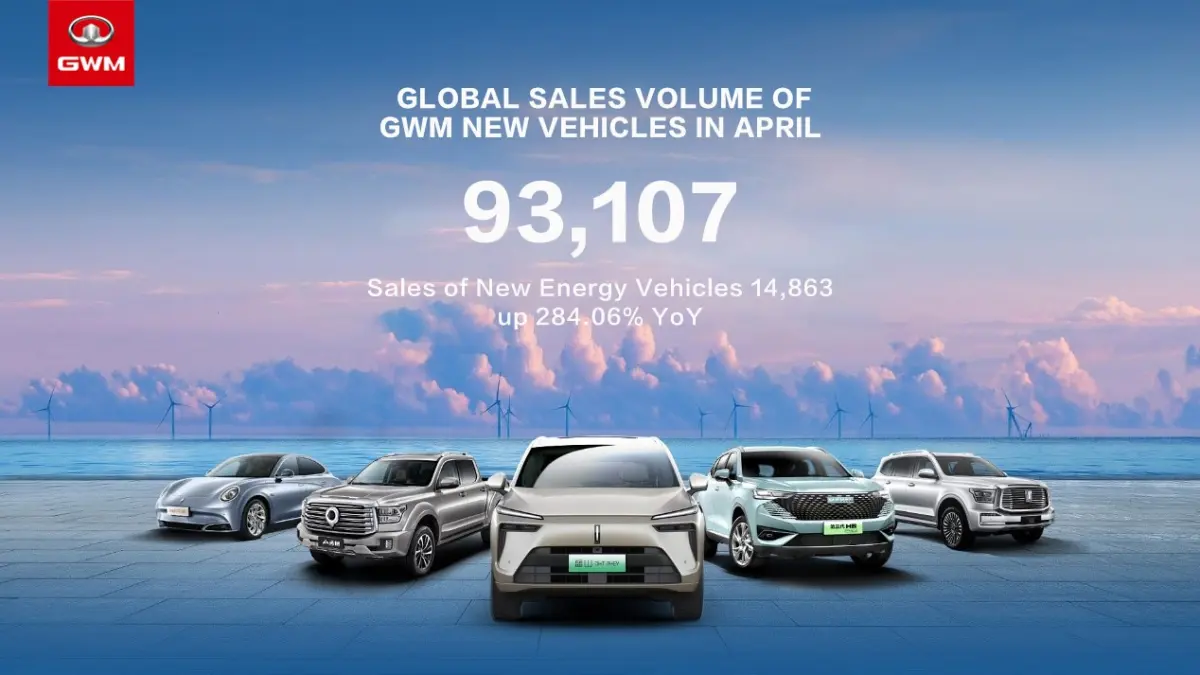 GWM
GLOBAL SALES VOLUME OF
GWM NEW VEHICLES IN APRIL
93,107
Sales of New Energy Vehicles 14,863
up 284.06% YoY